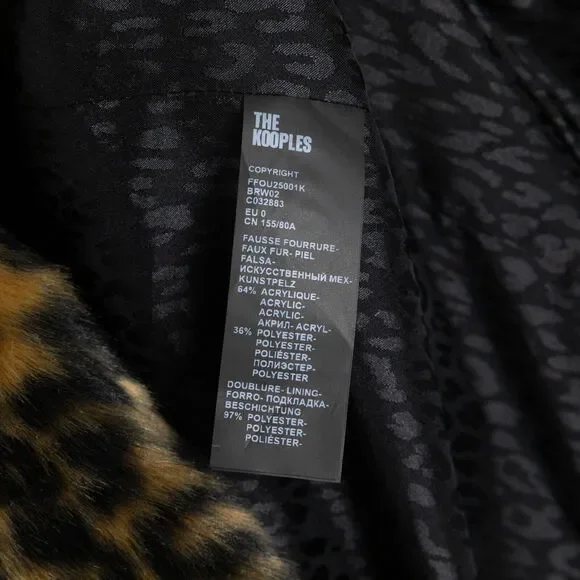 THE
KOOPLES
COPYRIGHT
FFOU25001K
BRW02
C032883
EU 0
CN 155/80A
FAUSSE FOURRURE-
FAUX FUR- PIEL
FALSA-
ИСКУССТВЕННЫЙ МЕХ-
KUNSTPELZ
64% ACRYLIQUE-
ACRYLIC-
ACRYLIC-
АКРИЛ- ACRYL-
36% POLYESTER-
POLYESTER-
POLIÉSTER-
ПОЛИЭСТЕР-
POLYESTER
DOUBLURE- LINING-
FORRO- ПОДКЛАДКА-
BESCHICHTUNG
97% POLYESTER-
POLYESTER-
POLIÉSTER-